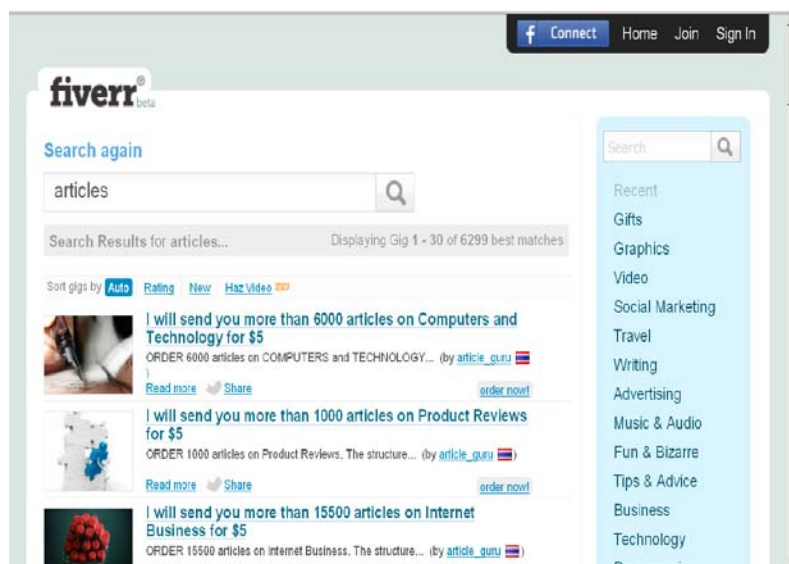 f Connect Home Join Sign In
fiverr®
beta
Search again
articles
Search Results for articles... Displaying Gig 1 - 30 of 6299 best matches
Sort gigs by Auto Rating New Haz Video
I will send you more than 6000 articles on Computers and
Technology for $5
ORDER 6000 articles on COMPUTERS and TECHNOLOGY... (by article_guru
)
Read more Share order now!
I will send you more than 1000 articles on Product Reviews
for $5
ORDER 1000 articles on Product Reviews. The structure... (by article_guru )
Read more Share order now!
I will send you more than 15500 articles on Internet
Business for $5
ORDER 15500 articles on Internet Business. The structure... (by article_guru )
Search
Recent
Gifts
Graphics
Video
Social Marketing
Travel
Writing
Advertising
Music & Audio
Fun & Bizarre
Tips & Advice
Business
Technology